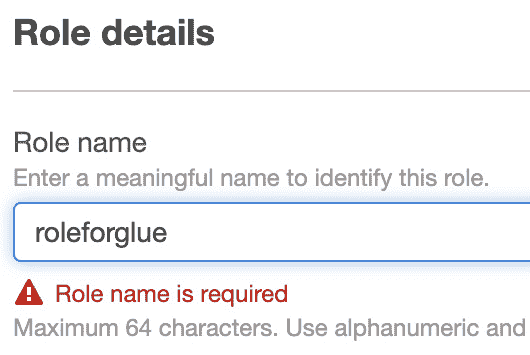 Role details
Role name
Enter a meaningful name to identify this role.
roleforglue
Role name is required
Maximum 64 characters. Use alphanumeric and